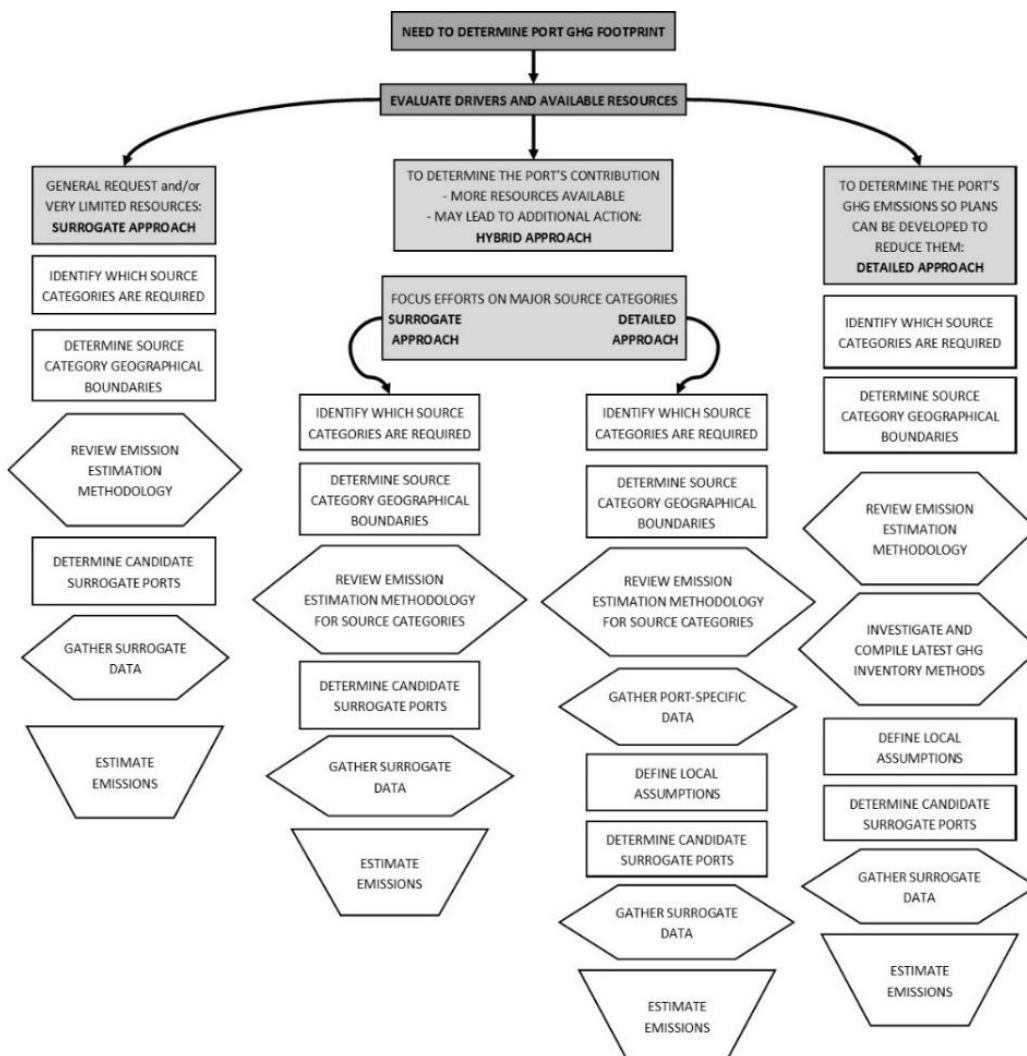 NEED TO DETERMINE PORT GHG FOOTPRINT
EVALUATE DRIVERS AND AVAILABLE RESOURCES
GENERAL REQUEST and/or
VERY LIMITED RESOURCES:
SURROGATE APPROACH
IDENTIFY WHICH SOURCE
CATEGORIES ARE REQUIRED
DETERMINE SOURCE
CATEGORY GEOGRAPHICAL
BOUNDARIES
REVIEW EMISSION
ESTIMATION
METHODOLOGY
DETERMINE CANDIDATE
SURROGATE PORTS
GATHER SURROGATE
DATA
ESTIMATE
EMISSIONS
TO DETERMINE THE PORT'S CONTRIBUTION
- MORE RESOURCES AVAILABLE
- MAY LEAD TO ADDITIONAL ACTION:
HYBRID APPROACH
FOCUS EFFORTS ON MAJOR SOURCE CATEGORIES
SURROGATE DETAILED
APPROACH APPROACH
IDENTIFY WHICH SOURCE
CATEGORIES ARE REQUIRED
DETERMINE SOURCE
CATEGORY GEOGRAPHICAL
BOUNDARIES
REVIEW EMISSION
ESTIMATION METHODOLOGY
FOR SOURCE CATEGORIES
DETERMINE CANDIDATE
SURROGATE PORTS
GATHER SURROGATE
DATA
ESTIMATE
EMISSIONS
IDENTIFY WHICH SOURCE
CATEGORIES ARE REQUIRED
DETERMINE SOURCE
CATEGORY GEOGRAPHICAL
BOUNDARIES
REVIEW EMISSION
ESTIMATION METHODOLOGY
FOR SOURCE CATEGORIES
GATHER PORT-SPECIFIC
DATA
DEFINE LOCAL
ASSUMPTIONS
DETERMINE CANDIDATE
SURROGATE PORTS
GATHER SURROGATE
DATA
ESTIMATE
EMISSIONS
TO DETERMINE THE PORT'S
GHG EMISSIONS SO PLANS
CAN BE DEVELOPED TO
REDUCE THEM:
DETAILED APPROACH
IDENTIFY WHICH SOURCE
CATEGORIES ARE REQUIRED
DETERMINE SOURCE
CATEGORY GEOGRAPHICAL
BOUNDARIES
REVIEW EMISSION
ESTIMATION
METHODOLOGY
INVESTIGATE AND
COMPILE LATEST GHG
INVENTORY METHODS
DEFINE LOCAL
ASSUMPTIONS
DETERMINE CANDIDATE
SURROGATE PORTS
GATHER SURROGATE
DATA
ESTIMATE
EMISSIONS